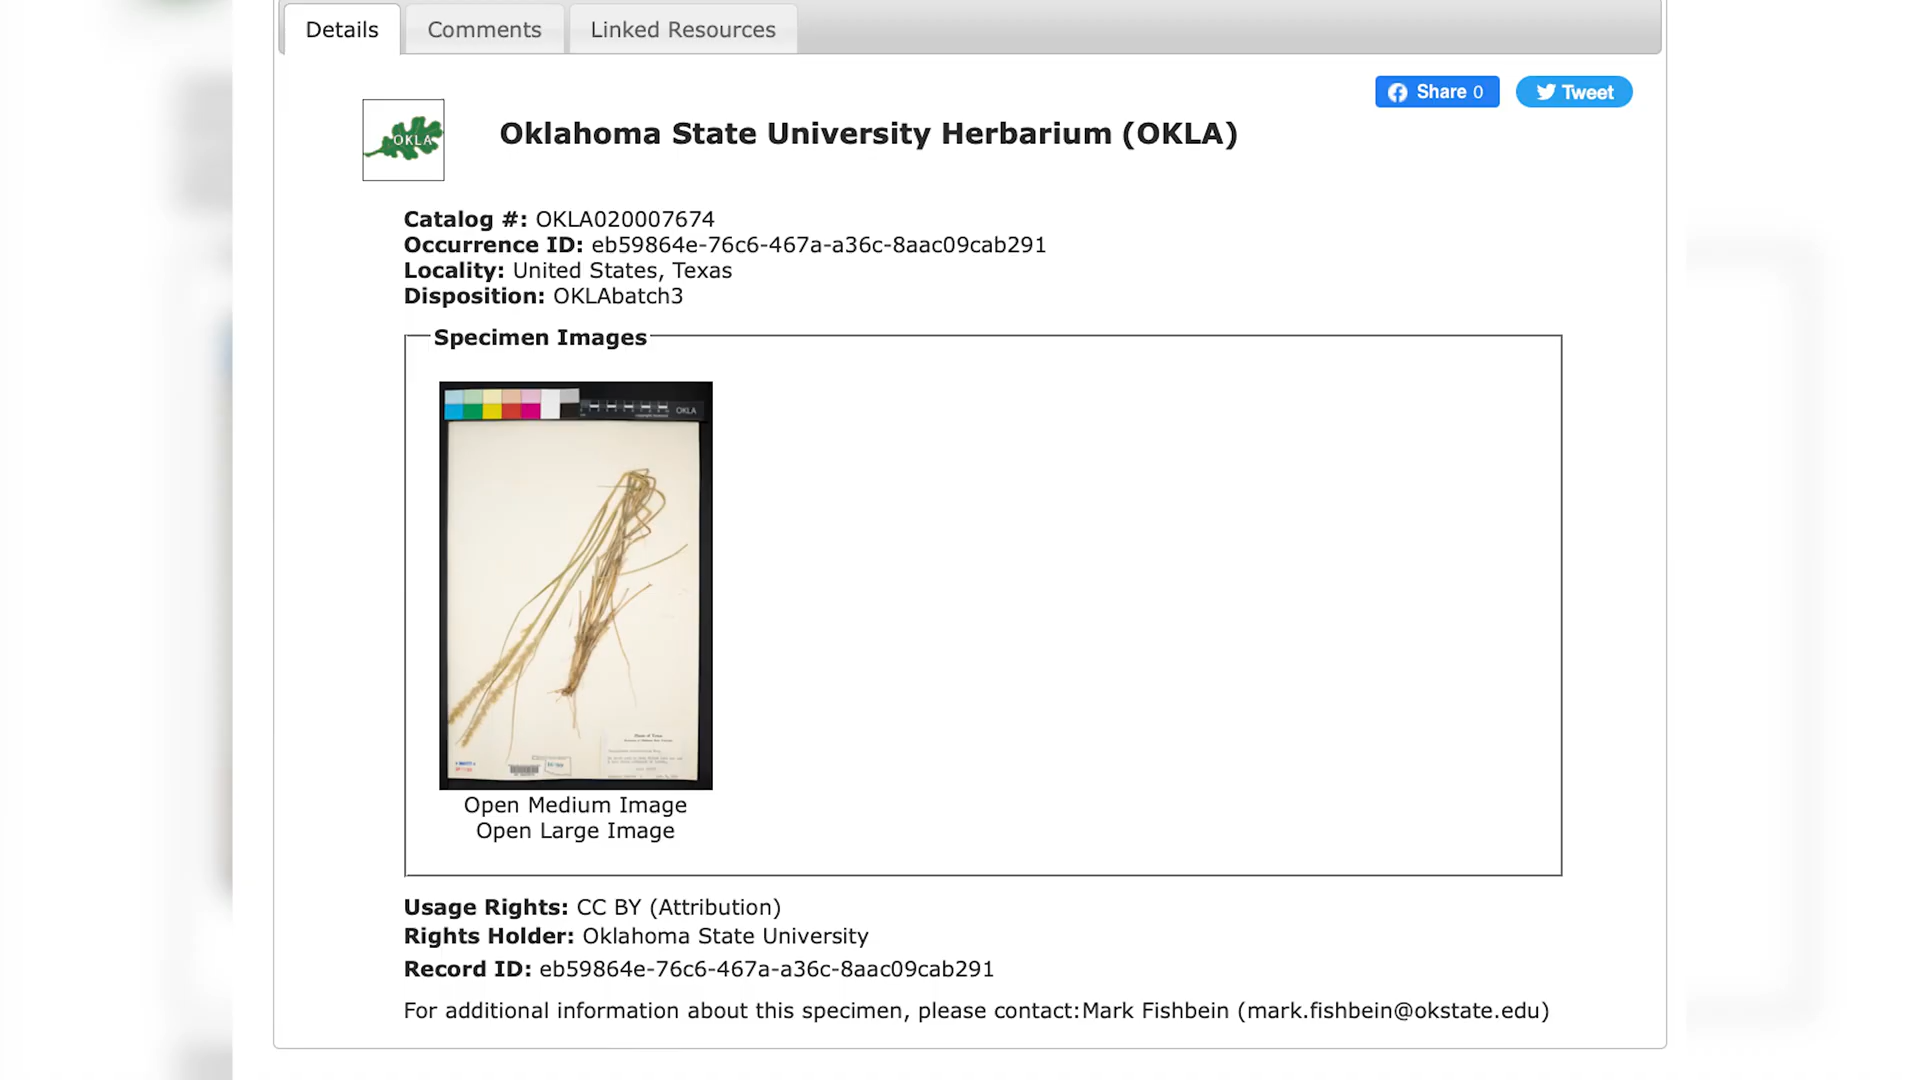 Details
Comments
Linked Resources
Share 0
Tweet
OKLA
Oklahoma State University Herbarium (OKLA)
Catalog #: OKLA020007674
Occurrence ID: eb59864e-76c6-467a-a36c-8aac09cab291
Locality: United States, Texas
Disposition: OKLAbatch3
Specimen Images
OKLA
Plants of Texas
Open Medium Image
Open Large Image
Usage Rights: CC BY (Attribution)
Rights Holder: Oklahoma State University
Record ID: eb59864e-76c6-467a-a36c-8aac09cab291
For additional information about this specimen, please contact:Mark Fishbein (mark.fishbein@okstate.edu)